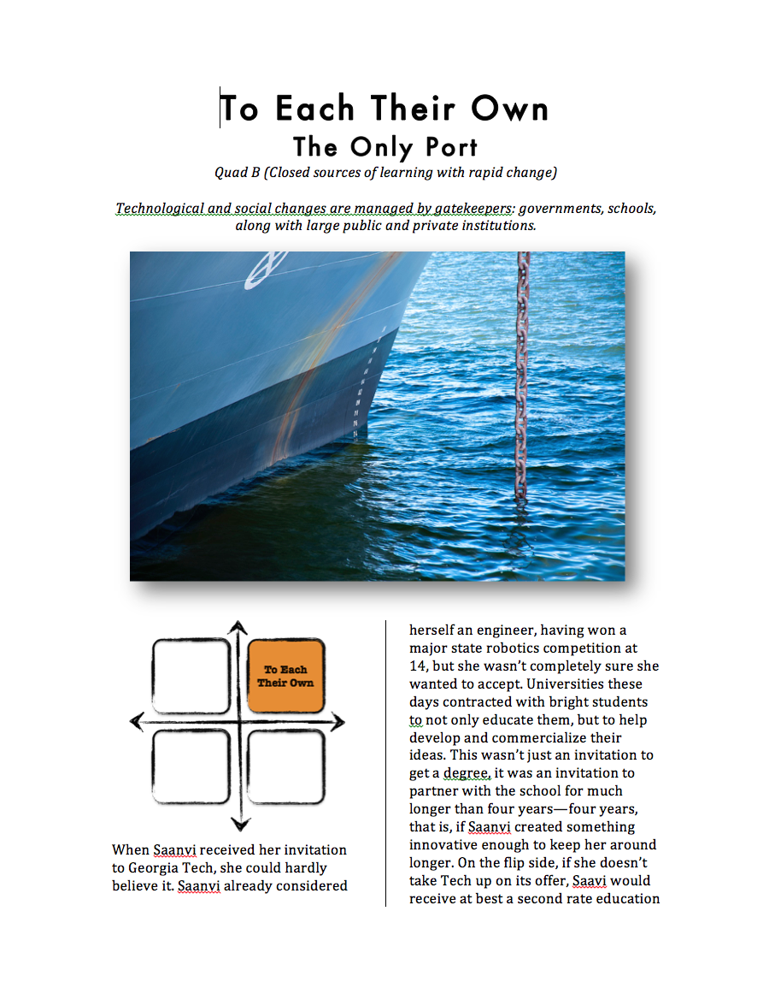 To Each Their Own
The Only Port
Quad B (Closed sources of learning with rapid change)
Technological and social changes are managed by gatekeepers: governments, schools,
along with large public and private institutions.
To Each
Their Own
When Saanvi received her invitation
to Georgia Tech, she could hardly
believe it. Saanvi already considered
herself an engineer, having won a
major state robotics competition at
14, but she wasn’t completely sure she
wanted to accept. Universities these
days contracted with bright students
to not only educate them, but to help
develop and commercialize their
ideas. This wasn’t just an invitation to
get a degree, it was an invitation to
partner with the school for much
longer than four years—four years,
that is, if Saanvi created something
innovative enough to keep her around
longer. On the flip side, if she doesn’t
take Tech up on its offer, Saavi would
receive at best a second rate education